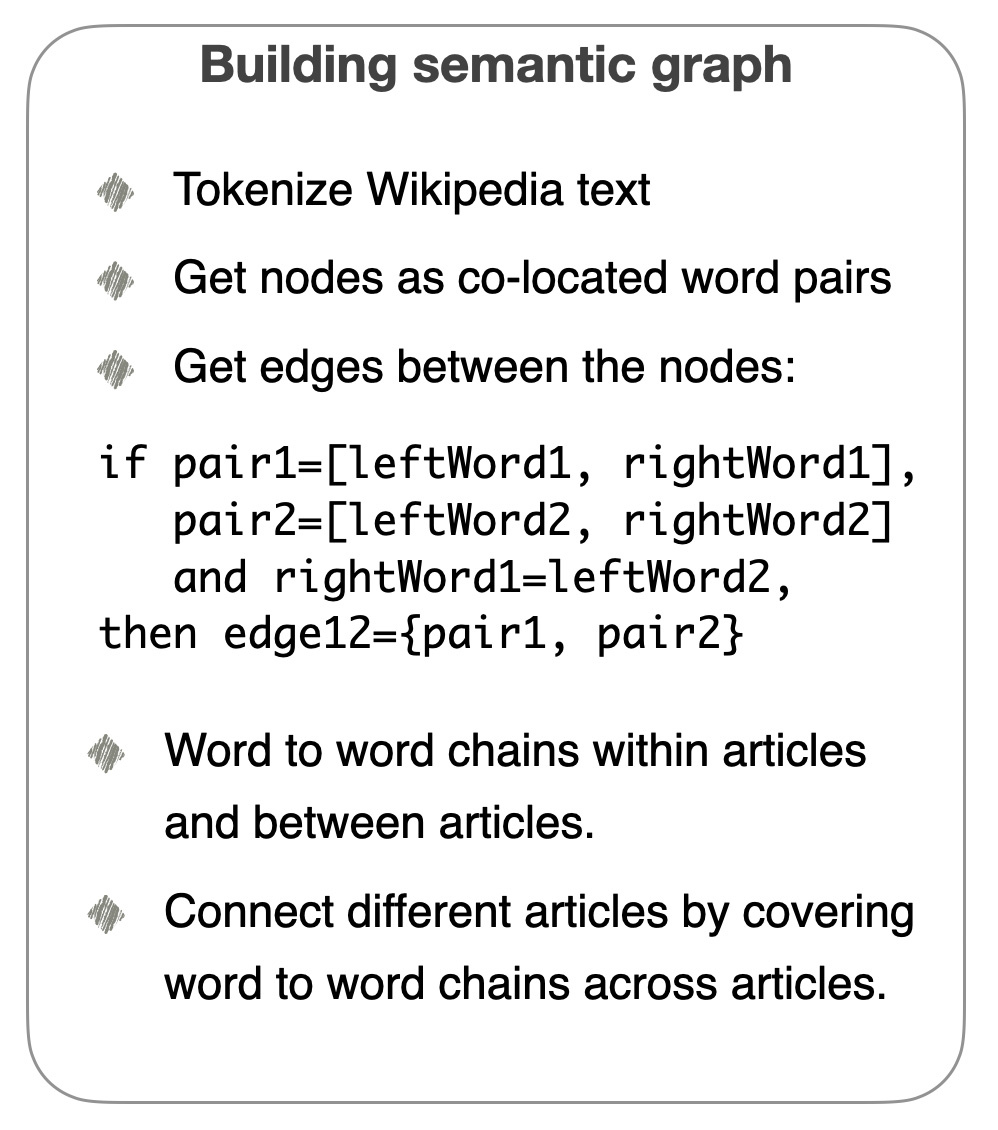 Building semantic graph
Tokenize Wikipedia text
Get nodes as co-located word pairs
Get edges between the nodes:
if pair1=[leftWord1, rightWord1],
pair2=[leftWord2, rightWord2]
and rightWord1=leftWord2,
then edge12={pair1, pair2}
Word to word chains within articles
and between articles.
Connect different articles by covering
word to word chains across articles.